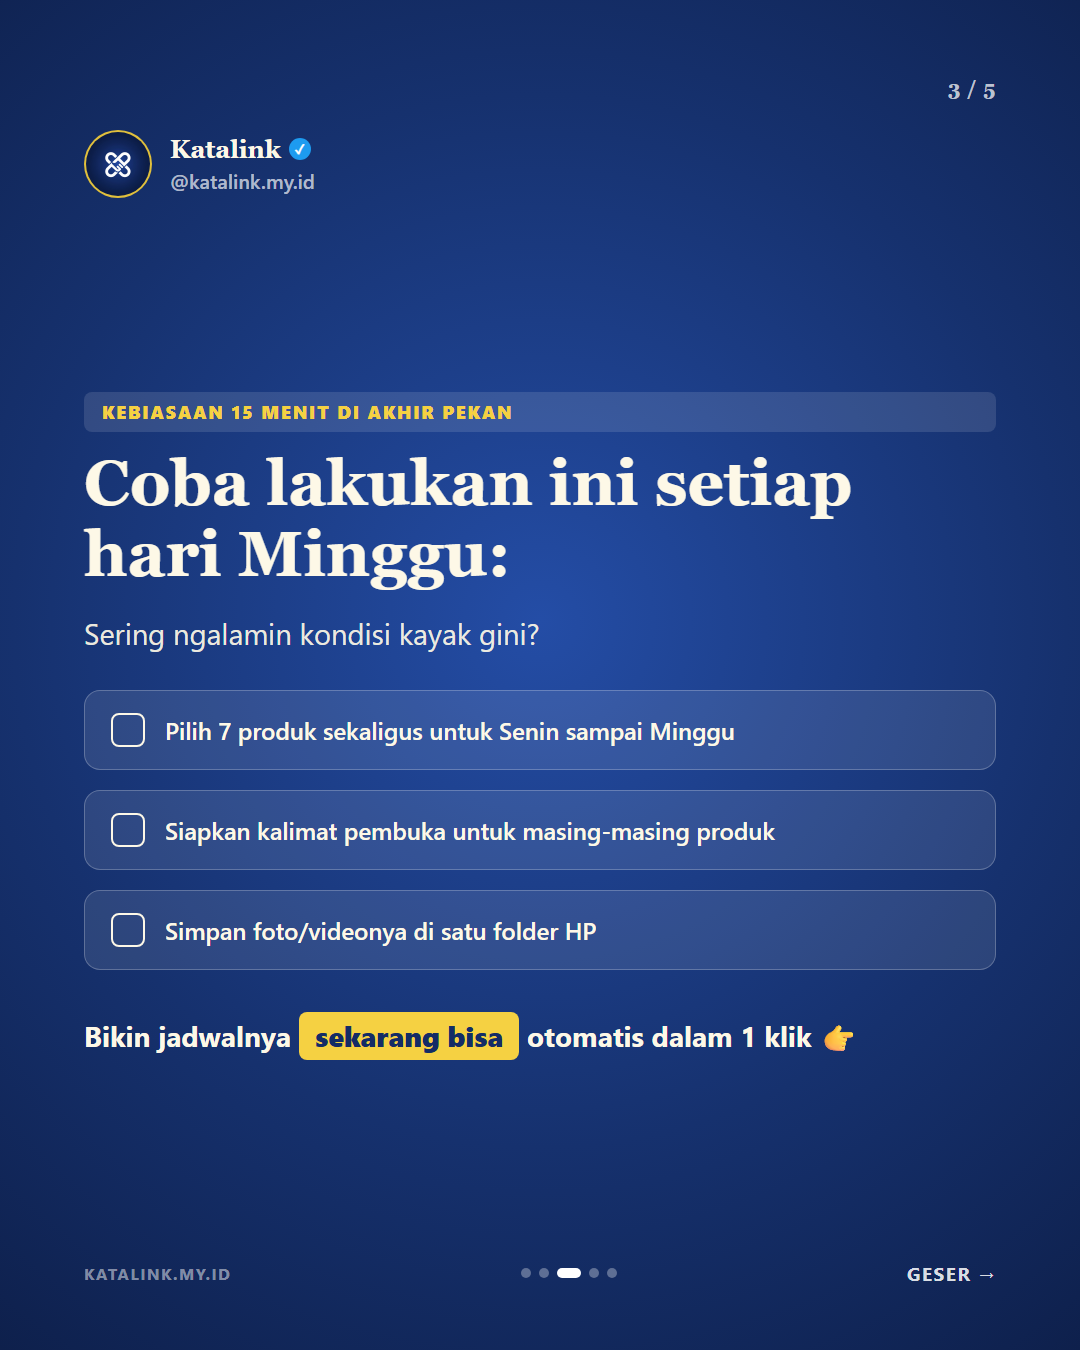 3 / 5
Katalink
@katalink.my.id
KEBIASAAN 15 MENIT DI AKHIR PEKAN
Coba lakukan ini setiap
hari Minggu:
Sering ngalamin kondisi kayak gini?
Pilih 7 produk sekaligus untuk Senin sampai Minggu
Siapkan kalimat pembuka untuk masing-masing produk
Simpan foto/videonya di satu folder HP
Bikin jadwalnya sekarang bisa otomatis dalam 1 klik 👉
KATALINK.MY.ID
GESER →